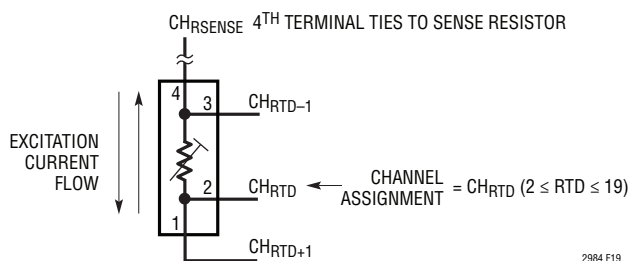 CHRSENSE 4TH TERMINAL TIES TO SENSE RESISTOR
4
3
CHRTD–1
EXCITATION
CURRENT
FLOW
2
CHRTD
CHANNEL
ASSIGNMENT = CHRTD (2 ≤ RTD ≤ 19)
1
CHRTD+1
2984 F19